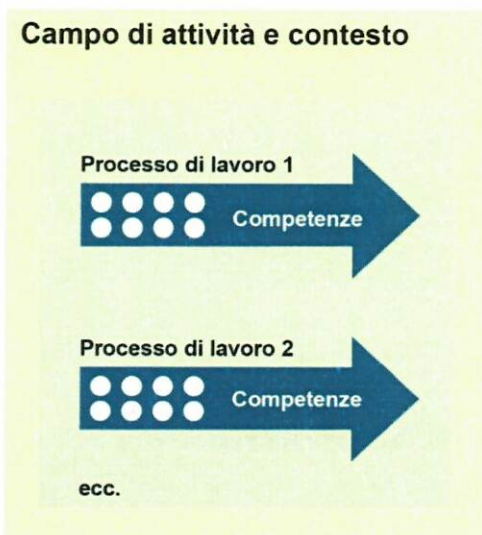 Campo di attività e contesto
Processo di lavoro 1
Competenze
Processo di lavoro 2
Competenze
ecc.